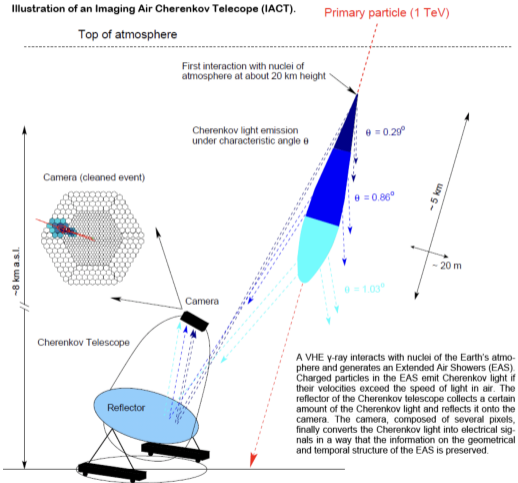 Illustration of an Imaging Air Cherenkov Telecope (IACT).
Primary particle (1 TeV)
Top of atmosphere
First interaction with nuclei of
atmosphere at about 20 km height
Cherenkov light emission
under characteristic angle θ
θ = 0.29°
Camera (cleaned event)
θ = 0.86°
~ 5 km
~ 20 m
θ = 1.03°
~8 km a.s.l.
Camera
Cherenkov Telescope
Reflector
A VHE γ-ray interacts with nuclei of the Earth's atmo-
phere and generates an Extended Air Showers (EAS).
Charged particles in the EAS emit Cherenkov light if
their velocities exceed the speed of light in air. The
reflector of the Cherenkov telescope collects a certain
amount of the Cherenkov light and reflects it onto the
camera. The camera, composed of several pixels,
finally converts the Cherenkov light into electrical sig-
nals in a way that the information on the geometrical
and temporal structure of the EAS is preserved.